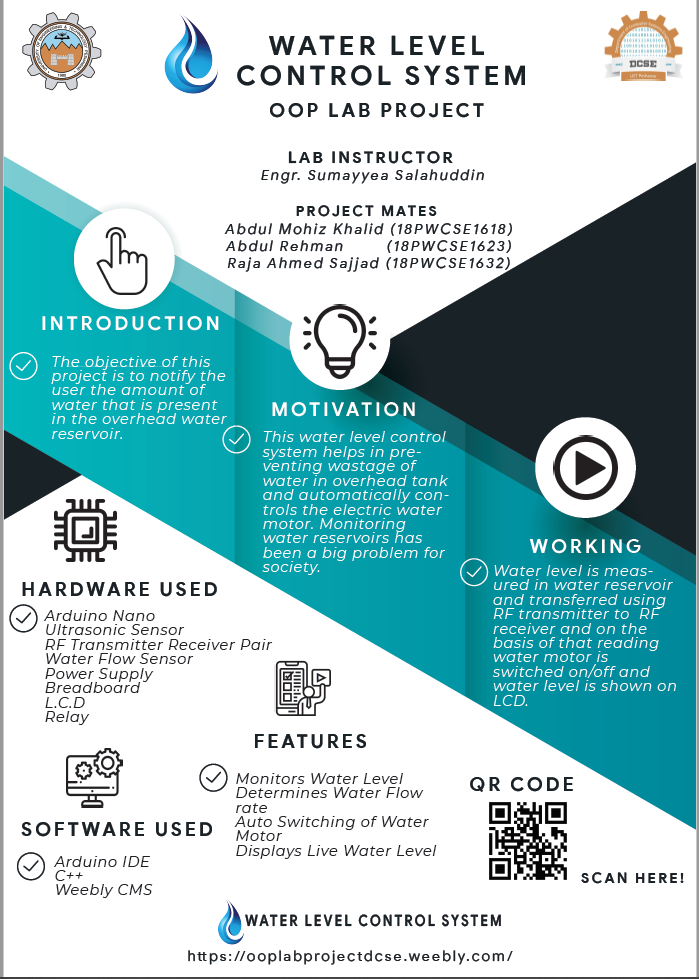 WATER LEVEL
CONTROL SYSTEM
OOP LAB PROJECT
DCSE
UET Peshawar
1980
LAB INSTRUCTOR
Engr. Sumayyea Salahuddin
PROJECT MATES
Abdul Mohiz Khalid (18PWCSE1618)
Abdul Rehman (18PWCSE1623)
Raja Ahmed Sajjad (18PWCSE1632)
INTRODUCTION
The objective of this
project is to notify the
user the amount of
water that is present
in the overhead water
reservoir.
MOTIVATION
This water level control
system helps in pre-
venting wastage of
water in overhead tank
and automatically con-
trols the electric water
motor. Monitoring
water reservoirs has
been a big problem for
society.
WORKING
Water level is meas-
ured in water reservoir
and transferred using
RF transmitter to RF
receiver and on the
basis of that reading
water motor is
switched on/off and
water level is shown on
LCD.
HARDWARE USED
Arduino Nano
Ultrasonic Sensor
RF Transmitter Receiver Pair
Water Flow Sensor
Power Supply
Breadboard
L.C.D
Relay
FEATURES
Monitors Water Level
Determines Water Flow
rate
Auto Switching of Water
Motor
Displays Live Water Level
SOFTWARE USED
Arduino IDE
C++
Weebly CMS
QR CODE
SCAN HERE!
WATER LEVEL CONTROL SYSTEM
https://ooplabprojectdcse.weebly.com/